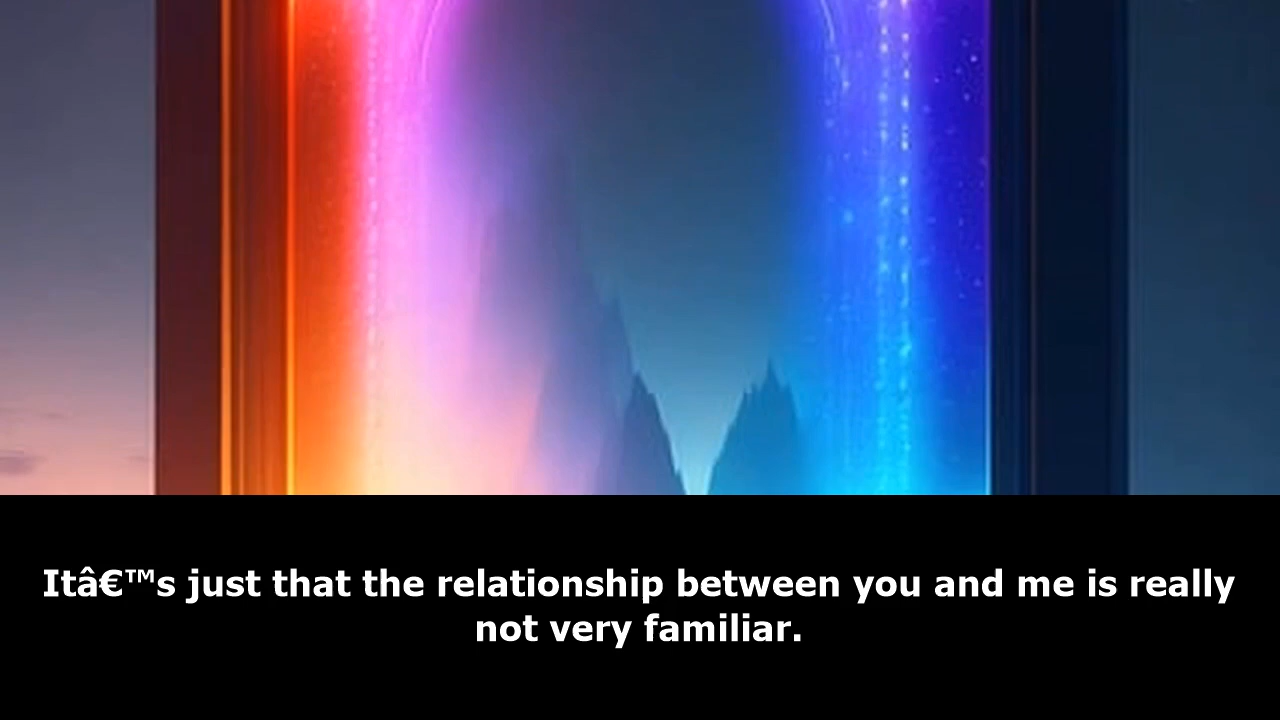 Itâ€™s just that the relationship between you and me is really
not very familiar.